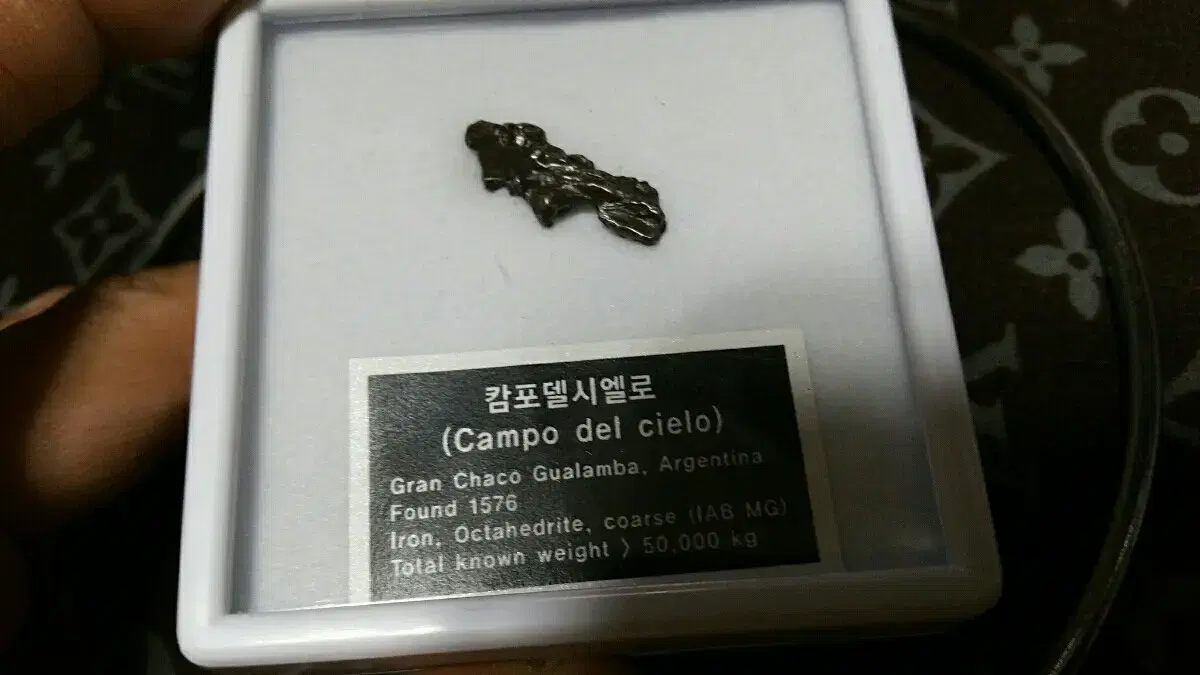 캄포델시엘로
(Campo del cielo)
Gran Chaco Gualamba, Argentina
Found 1576
Iron, Octahedrite, coarse (IAB MG)
Total known weight > 50,000 kg